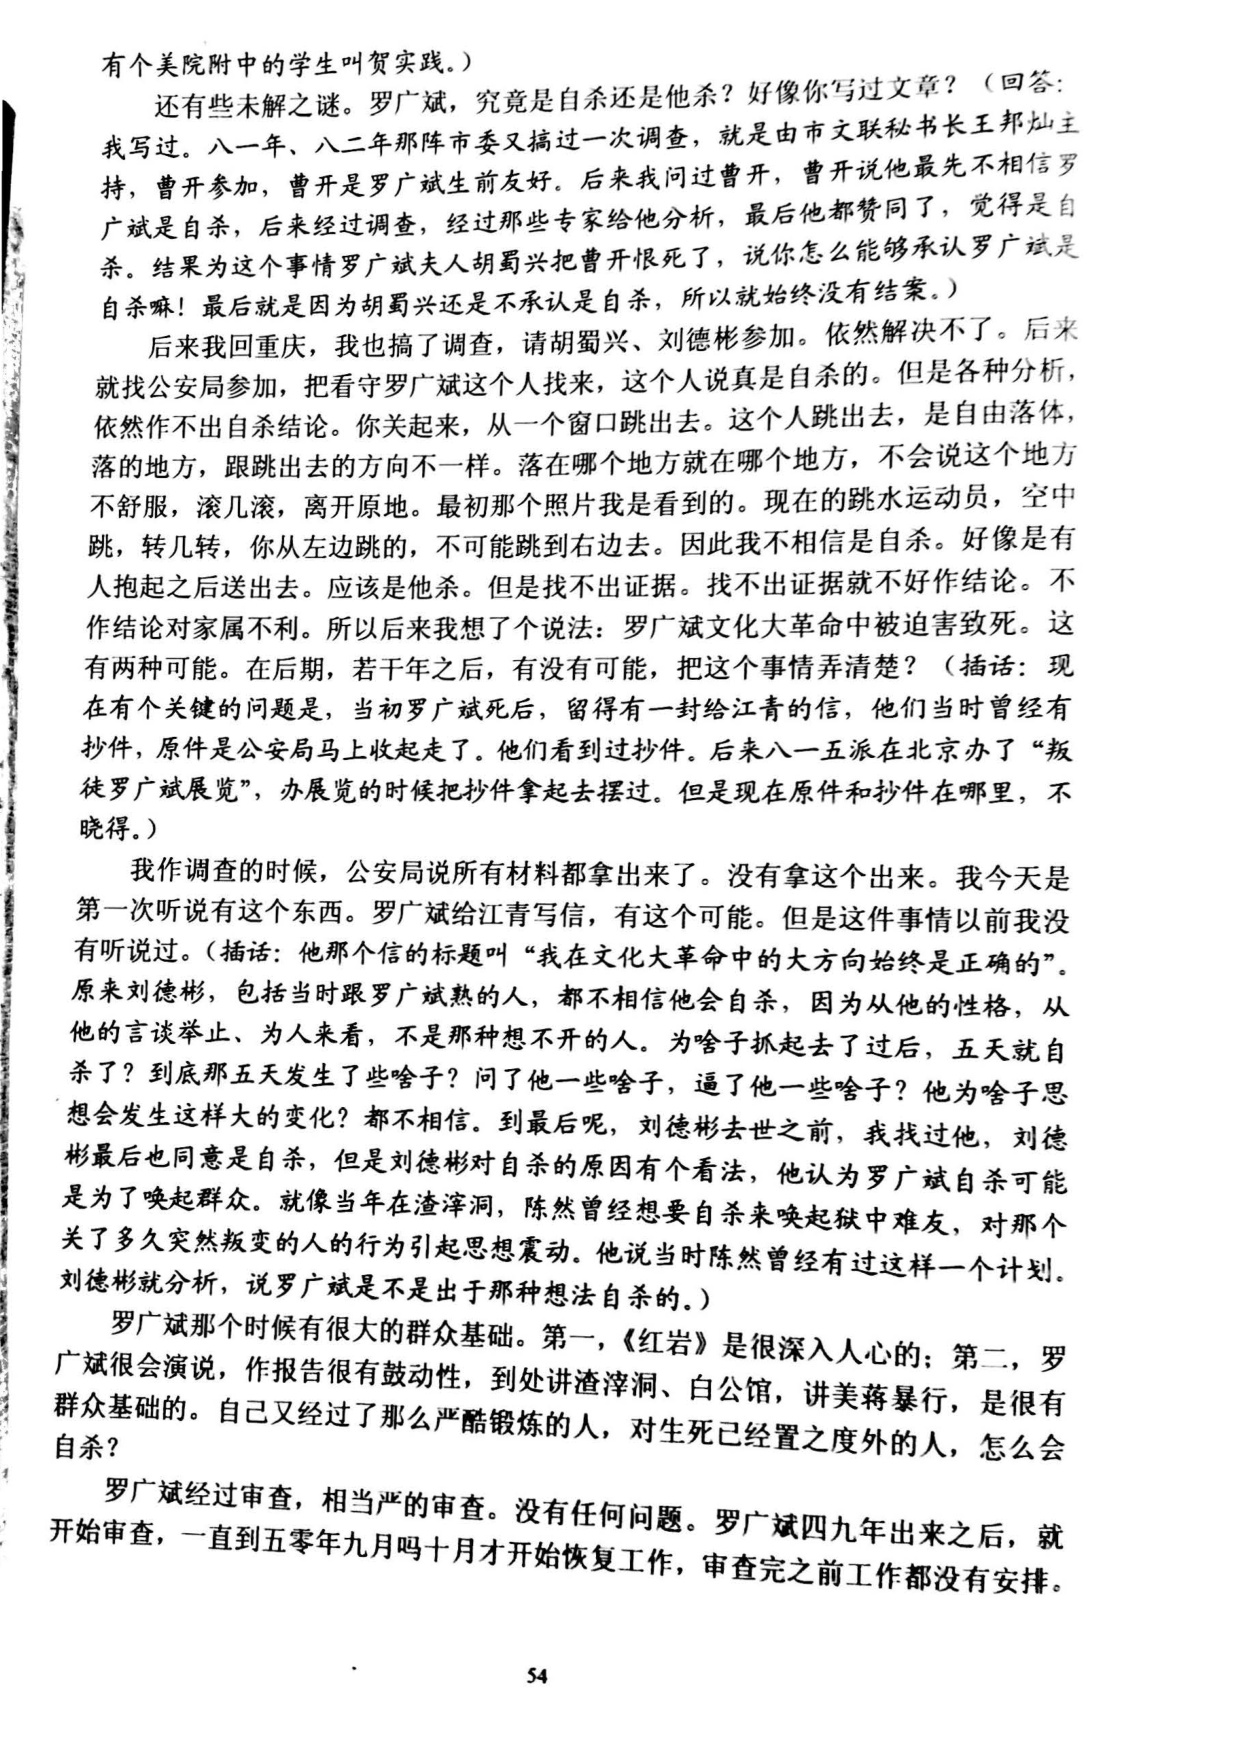 有个美院附中的学生叫贺实践。）
还有些未解之谜。罗广斌，究竟是自杀还是他杀？好像你写过文章？（回答：
我写过。八一年、八二年那阵市委又搞过一次调查，就是由市文联秘书长王邦灿主
持，曹开参加，曹开是罗广斌生前友好。后来我问过曹开，曹开说他最先不相信罗
广斌是自杀，后来经过调查，经过那些专家给他分析，最后他都赞同了，觉得是自
杀。结果为这个事情罗广斌夫人胡蜀兴把曹开恨死了，说你怎么能够承认罗广斌是
自杀嘛！最后就是因为胡蜀兴还是不承认是自杀，所以就始终没有结案。）
后来我回重庆，我也搞了调查，请胡蜀兴、刘德彬参加。依然解决不了。后来
就找公安局参加，把看守罗广斌这个人找来，这个人说真是自杀的。但是各种分析，
依然作不出自杀结论。你关起来，从一个窗口跳出去。这个人跳出去，是自由落体，
落的地方，跟跳出去的方向不一样。落在哪个地方就在哪个地方，不会说这个地方
不舒服，滚几滚，离开原地。最初那个照片我是看到的。现在的跳水运动员，空中
跳，转几转，你从左边跳的，不可能跳到右边去。因此我不相信是自杀。好像是有
人抱起之后送出去。应该是他杀。但是找不出证据。找不出证据就不好作结论。不
作结论对家属不利。所以后来我想了个说法：罗广斌文化大革命中被迫害致死。这
有两种可能。在后期，若干年之后，有没有可能，把这个事情弄清楚？（插话：现
在有个关键的问题是，当初罗广斌死后，留得有一封给江青的信，他们当时曾经有
抄件，原件是公安局马上收起走了。他们看到过抄件。后来八一五派在北京办了“叛
徒罗广斌展览”，办展览的时候把抄件拿起去摆过。但是现在原件和抄件在哪里，不
晓得。）
我作调查的时候，公安局说所有材料都拿出来了。没有拿这个出来。我今天是
第一次听说有这个东西。罗广斌给江青写信，有这个可能。但是这件事情以前我没
有听说过。（插话：他那个信的标题叫“我在文化大革命中的大方向始终是正确的”。
原来刘德彬，包括当时跟罗广斌熟的人，都不相信他会自杀，因为从他的性格，从
他的言谈举止、为人来看，不是那种想不开的人。为啥子抓起去了过后，五天就自
杀了？到底那五天发生了些啥子？问了他一些啥子，逼了他一些啥子？他为啥子思
想会发生这样大的变化？都不相信。到最后呢，刘德彬去世之前，我找过他，刘德
彬最后也同意是自杀，但是刘德彬对自杀的原因有个看法，他认为罗广斌自杀可能
是为了唤起群众。就像当年在渣滓洞，陈然曾经想要自杀来唤起狱中难友，对那个
关了多久突然叛变的人的行为引起思想震动。他说当时陈然曾经有过这样一个计划。
刘德彬就分析，说罗广斌是不是出于那种想法自杀的。）
罗广斌那个时候有很大的群众基础。第一，《红岩》是很深入人心的；第二，罗
广斌很会演说，作报告很有鼓动性，到处讲渣滓洞、白公馆，讲美蒋暴行，是很有
群众基础的。自己又经过了那么严酷锻炼的人，对生死已经置之度外的人，怎么会
自杀？
罗广斌经过审查，相当严的审查。没有任何问题。罗广斌四九年出来之后，就
开始审查，一直到五零年九月吗十月才开始恢复工作，审查完之前工作都没有安排。
54